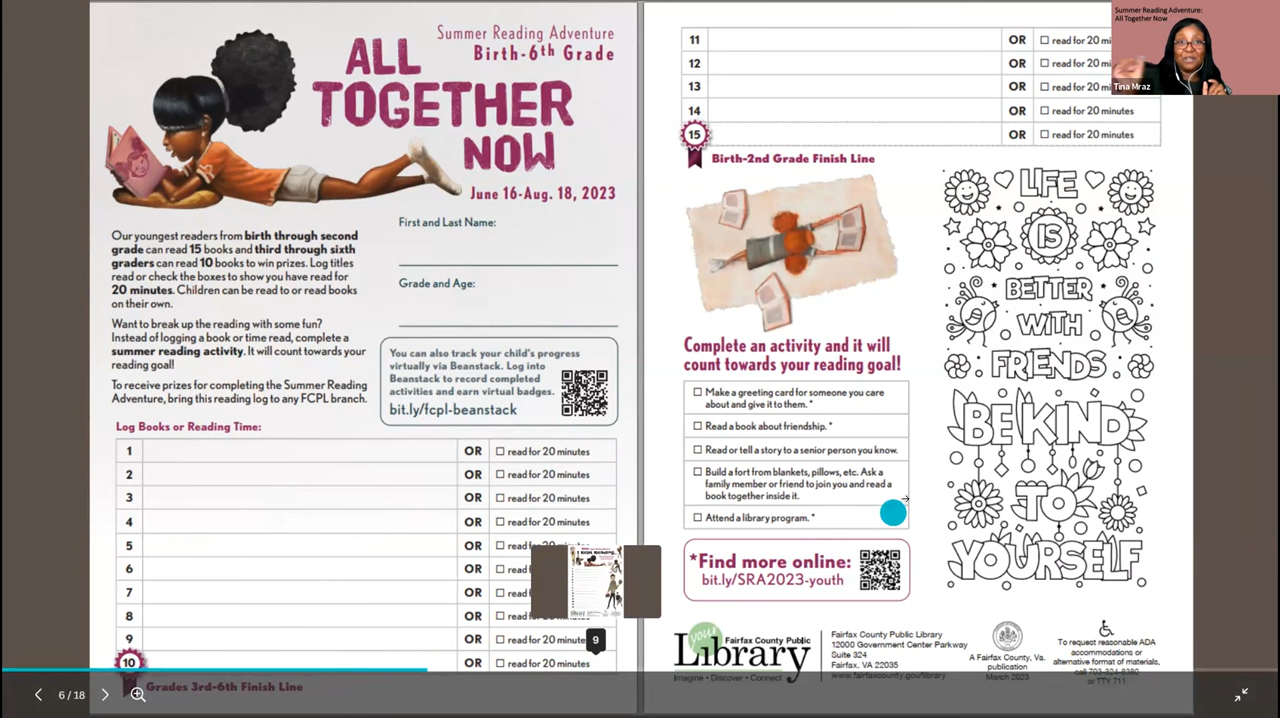 Summer Reading Adventure
Birth-6th Grade
ALL
TOGETHER
NOW
June 16-Aug. 18, 2023
Our youngest readers from birth through second
grade can read 15 books and third through sixth
graders can read 10 books to win prizes. Log titles
read or check the boxes to show you have read for
20 minutes. Children can be read to or read books
on their own.
Want to break up the reading with some fun?
Instead of logging a book or time read, complete a
summer reading activity. It will count towards your
reading goal!
To receive prizes for completing the Summer Reading
Adventure, bring this reading log to any FCPL branch.
First and Last Name:
Grade and Age:
You can also track your child's progress
virtually via Beanstack. Log into
Beanstack to record completed
activities and earn virtual badges.
bit.ly/fcpl-beanstack
Log Books or Reading Time:
1 OR read for 20 minutes
2 OR read for 20 minutes
3 OR read for 20 minutes
4 OR read for 20 minutes
5 OR read
6 OR read
7 OR read
8 OR read
9 OR read for 20 minutes
10 OR read for 20 minutes
Grades 3rd-6th Finish Line
I Kept Reading
9
6 / 18
11 OR read for 20 mi
12 OR read for 20 mi
13 OR read for 20 mi
14 OR read for 20 minutes
15 OR read for 20 minutes
Birth-2nd Grade Finish Line
Complete an activity and it will
count towards your reading goal!
Make a greeting card for someone you care
about and give it to them.*
Read a book about friendship.*
Read or tell a story to a senior person you know.
Build a fort from blankets, pillows, etc. Ask a
family member or friend to join you and read a
book together inside it.
Attend a library program.*
*Find more online:
bit.ly/SRA2023-youth
LIFE
IS
BETTER
WITH
FRIENDS
BE KIND
TO
YOURSELF
your Library
Fairfax County Public
Imagine • Discover • Connect
Fairfax County Public Library
12000 Government Center Parkway
Suite 324
Fairfax, VA 22035
www.fairfaxcounty.gov/library
A Fairfax County, Va.
publication
March 2023
To request reasonable ADA
accommodations or
alternative format of materials,
call 703-324-8380
or TTY 711
Summer Reading Adventure:
All Together Now
Tina Mraz